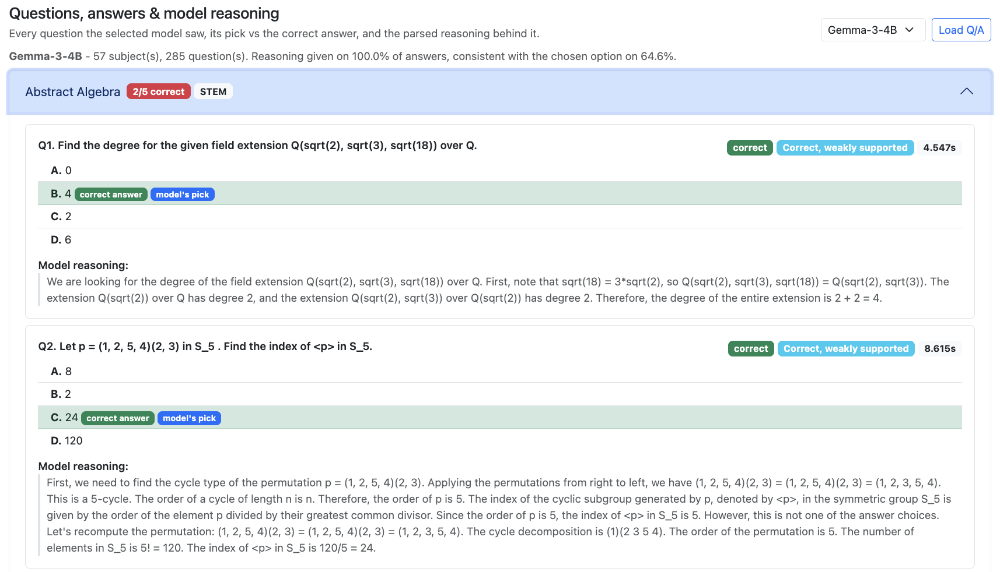 Questions, answers & model reasoning
Every question the selected model saw, its pick vs the correct answer, and the parsed reasoning behind it.
Gemma-3-4B
Load Q/A
Gemma-3-4B - 57 subject(s), 285 question(s). Reasoning given on 100.0% of answers, consistent with the chosen option on 64.6%.
Abstract Algebra 2/5 correct STEM
Q1. Find the degree for the given field extension Q(sqrt(2), sqrt(3), sqrt(18)) over Q.
correct Correct, weakly supported 4.547s
A. 0
B. 4 correct answer model's pick
C. 2
D. 6
Model reasoning:
We are looking for the degree of the field extension Q(sqrt(2), sqrt(3), sqrt(18)) over Q. First, note that sqrt(18) = 3*sqrt(2), so Q(sqrt(2), sqrt(3), sqrt(18)) = Q(sqrt(2), sqrt(3)). The
extension Q(sqrt(2)) over Q has degree 2, and the extension Q(sqrt(2), sqrt(3)) over Q(sqrt(2)) has degree 2. Therefore, the degree of the entire extension is 2 + 2 = 4.
Q2. Let p = (1, 2, 5, 4)(2, 3) in S_5 . Find the index of <p> in S_5.
correct Correct, weakly supported 8.615s
A. 8
B. 2
C. 24 correct answer model's pick
D. 120
Model reasoning:
First, we need to find the cycle type of the permutation p = (1, 2, 5, 4)(2, 3). Applying the permutations from right to left, we have (1, 2, 5, 4)(2, 3) = (1, 2, 5, 4)(2, 3) = (1, 2, 3, 5, 4).
This is a 5-cycle. The order of a cycle of length n is n. Therefore, the order of p is 5. The index of the cyclic subgroup generated by p, denoted by <p>, in the symmetric group S_5 is
given by the order of the element p divided by their greatest common divisor. Since the order of p is 5, the index of <p> in S_5 is 5. However, this is not one of the answer choices.
Let's recompute the permutation: (1, 2, 5, 4)(2, 3) = (1, 2, 5, 4)(2, 3) = (1, 2, 3, 5, 4). The cycle decomposition is (1)(2 3 5 4). The order of the permutation is 5. The number of
elements in S_5 is 5! = 120. The index of <p> in S_5 is 120/5 = 24.